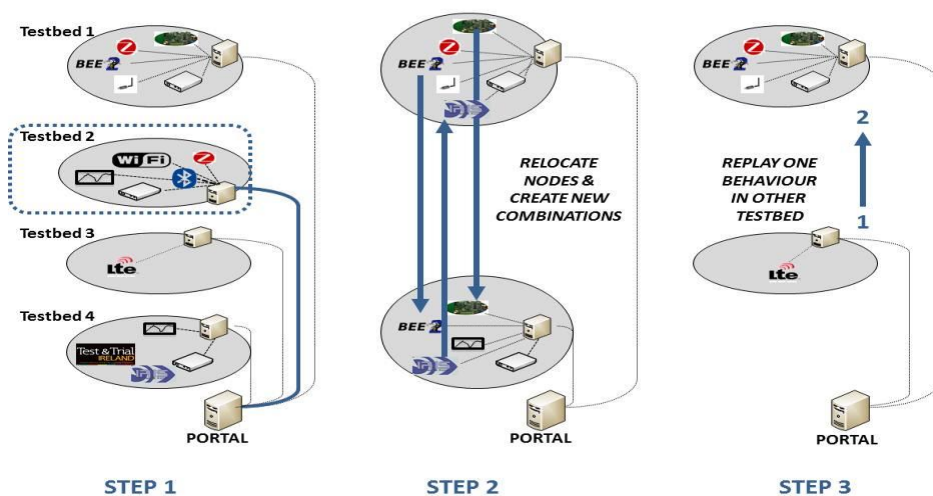 Testbed 1
Z
BEE 2
Testbed 2
Wi Fi
Z
Testbed 3
Lte
Testbed 4
Test & Trial
IRELAND
PORTAL
STEP 1
Z
BEE 2
RELOCATE
NODES &
CREATE NEW
COMBINATIONS
BEE 2
PORTAL
STEP 2
Z
BEE 2
2
REPLAY ONE
BEHAVIOUR
IN OTHER
TESTBED
1
Lte
PORTAL
STEP 3